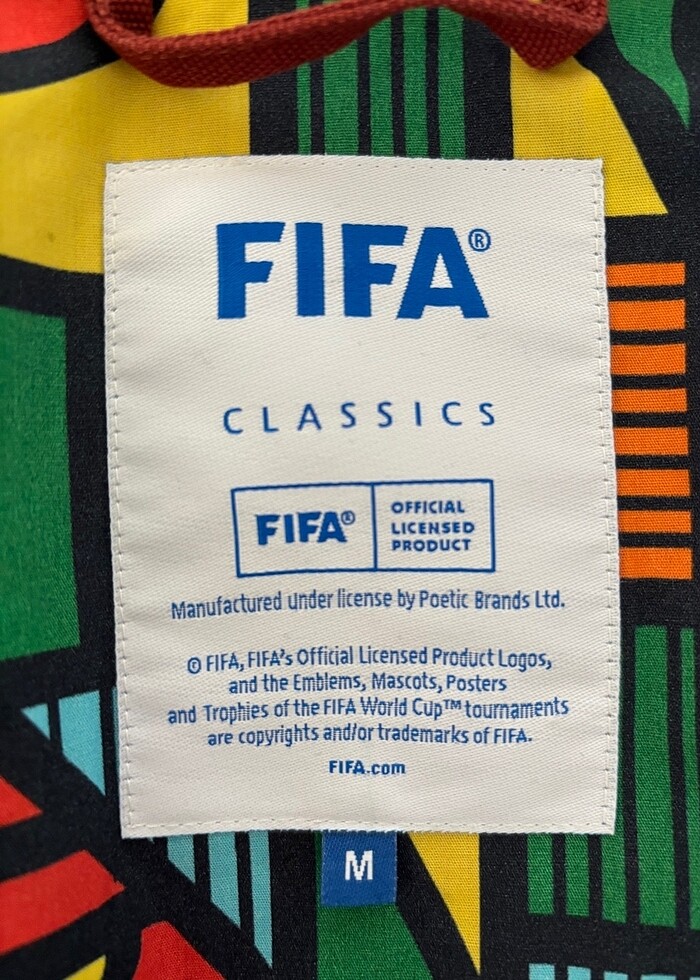 FIFA®
CLASSICS
FIFA®
OFFICIAL
LICENSED
PRODUCT
Manufactured under license by Poetic Brands Ltd.
© FIFA, FIFA's Official Licensed Product Logos,
and the Emblems, Mascots, Posters
and Trophies of the FIFA World Cup™ tournaments
are copyrights and/or trademarks of FIFA.
FIFA.com
M